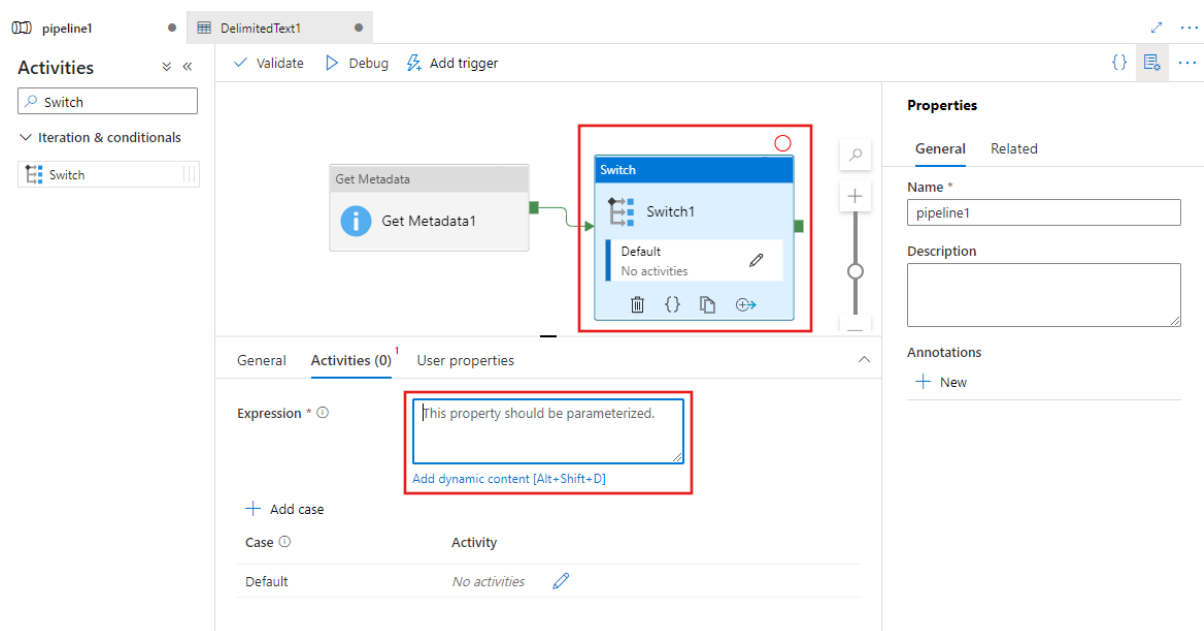 pipeline1
DelimitedText1
Activities
Validate
Debug
Add trigger
Switch
Iteration & conditionals
Switch
Get Metadata
Get Metadata1
Switch
Switch1
Default
No activities
General
Activities (0) 1
User properties
Expression *
This property should be parameterized.
Add dynamic content [Alt+Shift+D]
Add case
Case
Activity
Default
No activities
Properties
General
Related
Name *
pipeline1
Description
Annotations
New